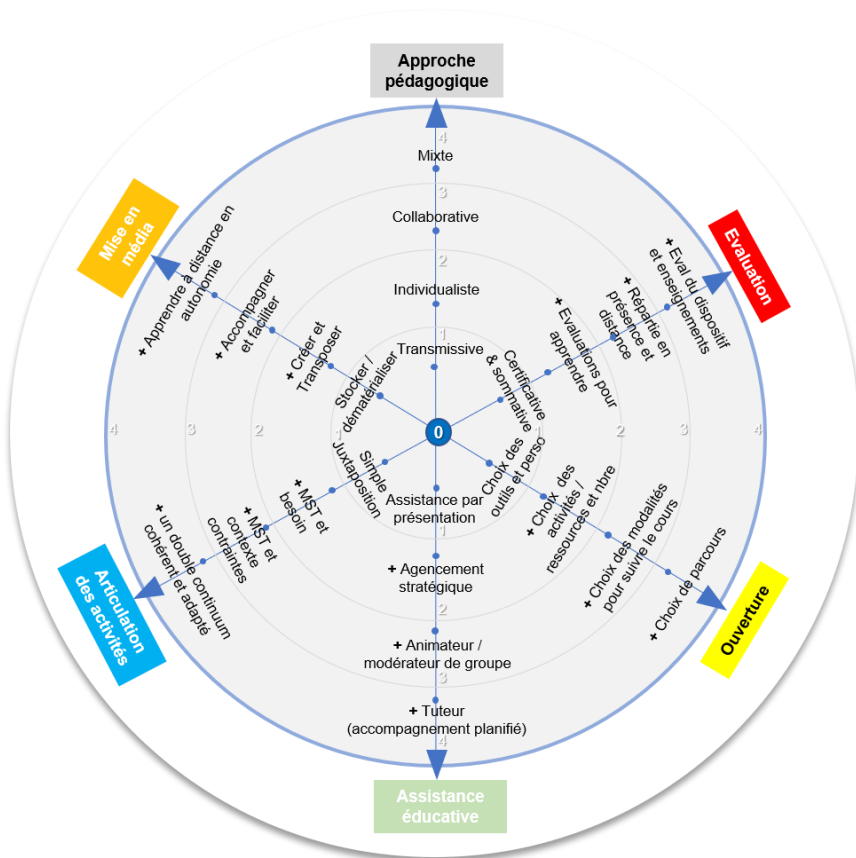 Approche
pédagogique
4
Mixte
3
Collaborative
2
Individualiste
1
Transmissive
Evaluation
+ Eval du dispositif
et enseignements
+ Répartie en
présence et
distance
+ Evaluations pour
apprendre
Certificative
& sommative
Mise en
média
+ Apprendre à distance en
autonomie
+ Accompagner
et faciliter
+ Créer et
Transposer
Stocker /
dématérialiser
4
3
2
1
0
1
2
3
4
Simple
Juxtaposition
+ MST et
besoin
+ MST et
contexte
contraintes
+ un double continuum
cohérent et adapté
Articulation
des activités
Choix des
outils et perso
+ Choix des
activités /
ressources et nbre
+ Choix des modalités
pour suivre le cours
+ Choix de parcours
Ouverture
Assistance par
présentation
1
+ Agencement
stratégique
2
+ Animateur /
modérateur de groupe
3
+ Tuteur
(accompagnement planifié)
4
Assistance
éducative